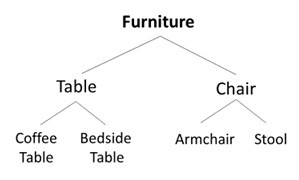 Furniture
Table
Chair
Coffee Table
Bedside Table
Armchair
Stool